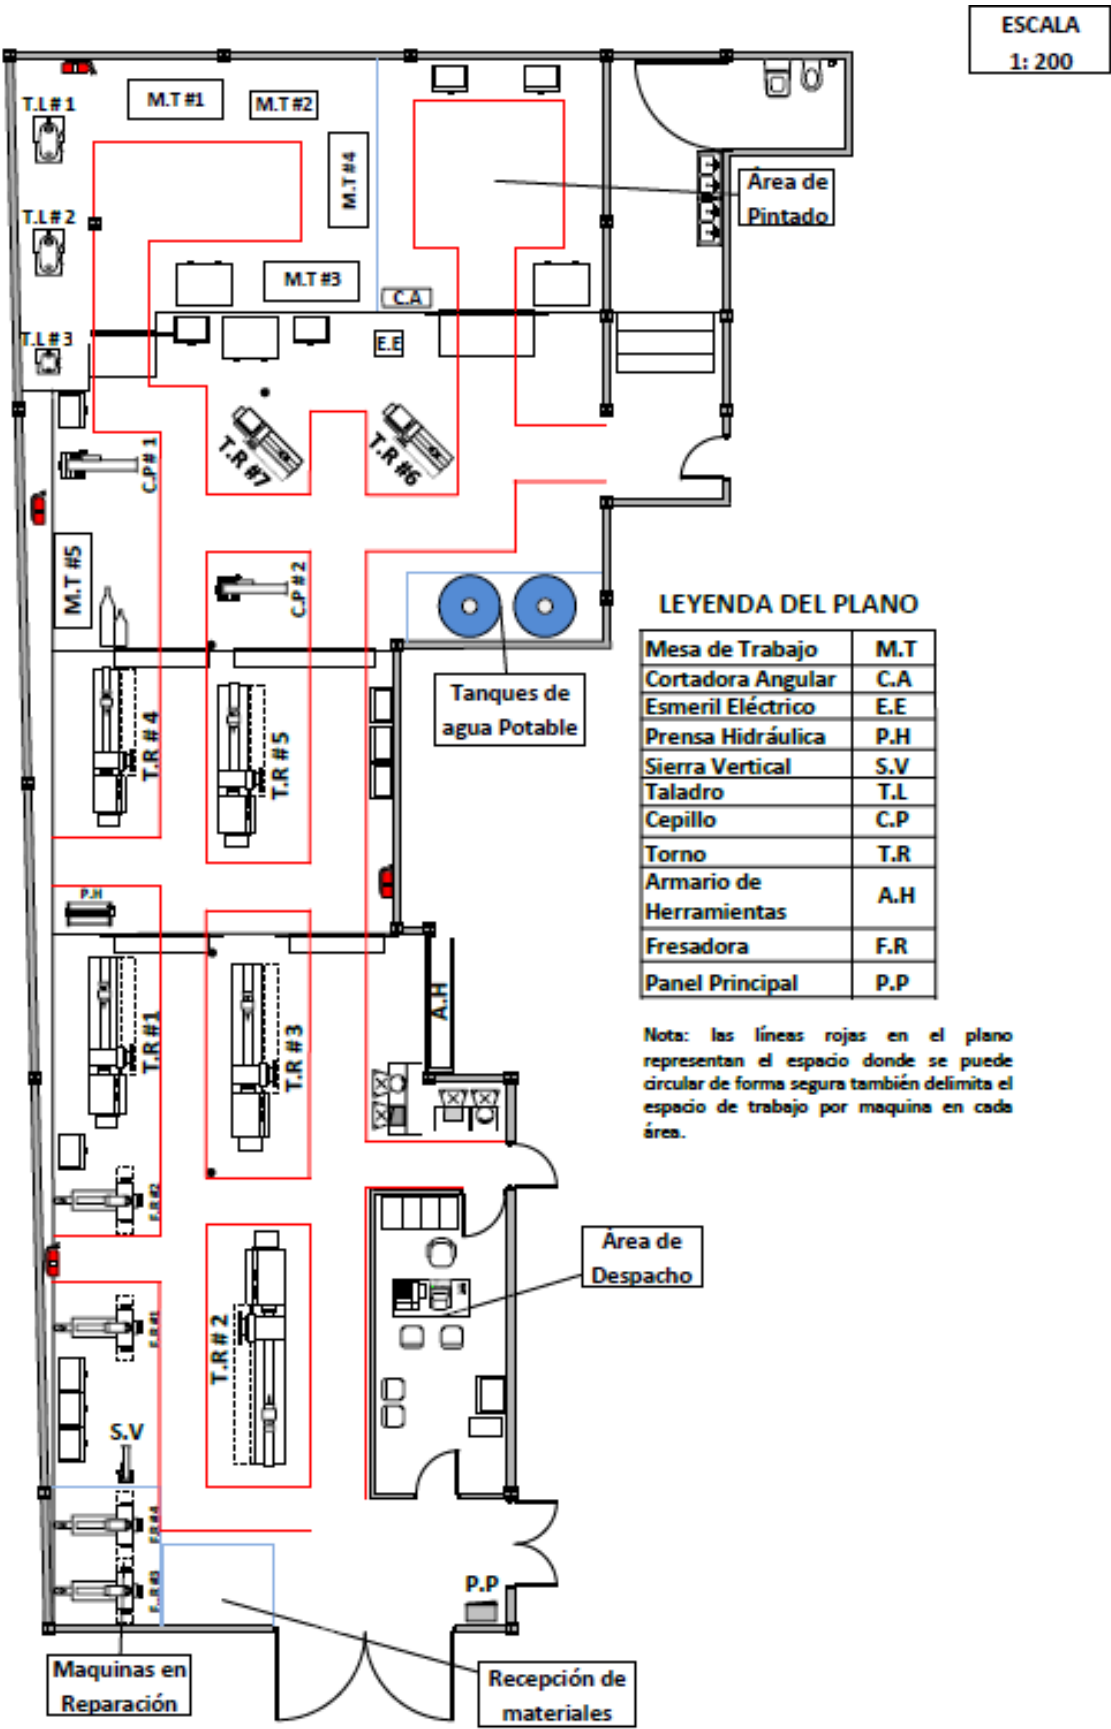 ESCALA
1: 200
T.L # 1
M.T #1
M.T #2
M.T #4
Área de
Pintado
T.L # 2
M.T #3
C.A
T.L # 3
E.E
T.R #7
T.R #6
C.P # 1
M.T #5
C.P # 2
Tanques de
agua Potable
T.R # 4
T.R # 5
LEYENDA DEL PLANO
Mesa de Trabajo M.T
Cortadora Angular C.A
Esmeril Eléctrico E.E
Prensa Hidráulica P.H
Sierra Vertical S.V
Taladro T.L
Cepillo C.P
Torno T.R
Armario de
Herramientas A.H
Fresadora F.R
Panel Principal P.P
Nota: las líneas rojas en el plano
representan el espacio donde se puede
circular de forma segura también delimita el
espacio de trabajo por maquina en cada
área.
P.H
A.H
T.R #1
T.R # 3
F.R #2
Área de
Despacho
F.R #1
T.R # 2
S.V
F.R #4
F.R #3
P.P
Maquinas en
Reparación
Recepción de
materiales